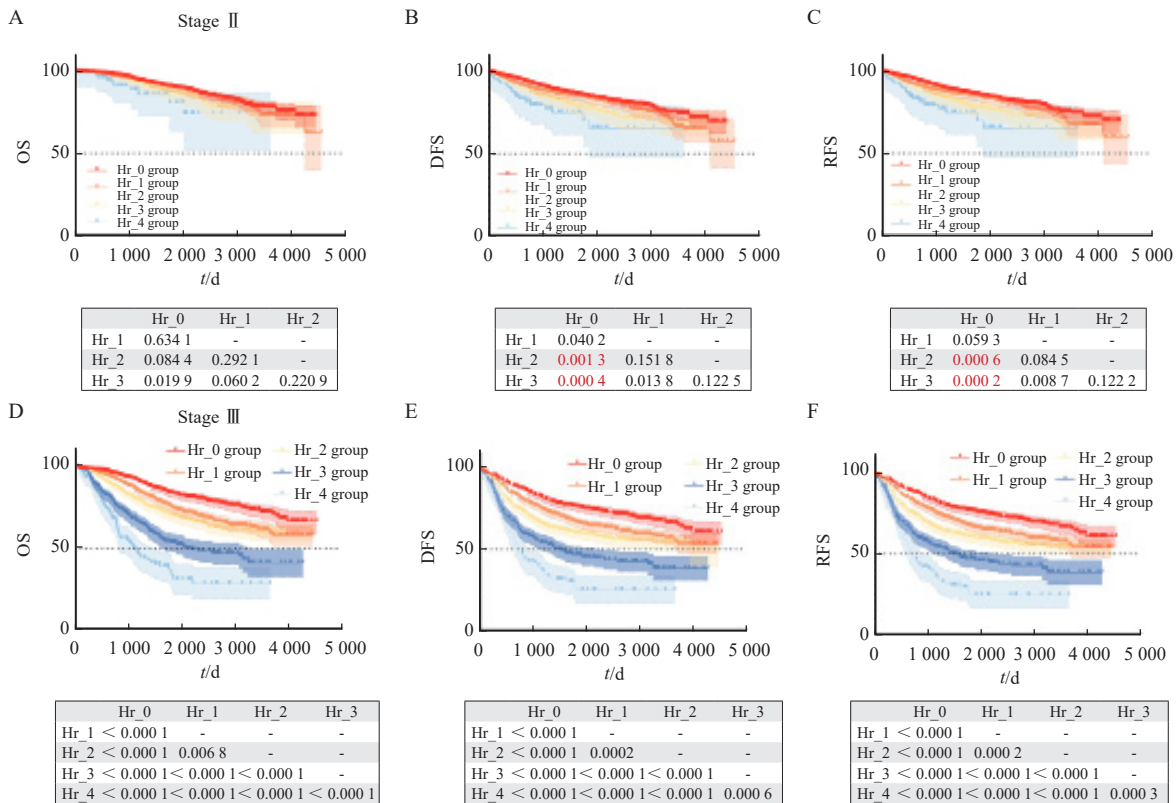 A
Stage Ⅱ
100
50
0
OS
Hr_0 group
Hr_1 group
Hr_2 group
Hr_3 group
Hr_4 group
0 1 000 2 000 3 000 4 000 5 000
t/d
Hr_0 Hr_1 Hr_2
Hr_1 0.634 1 - -
Hr_2 0.084 4 0.292 1 -
Hr_3 0.019 9 0.060 2 0.220 9
B
100
50
0
DFS
Hr_0 group
Hr_1 group
Hr_2 group
Hr_3 group
Hr_4 group
0 1 000 2 000 3 000 4 000 5 000
t/d
Hr_0 Hr_1 Hr_2
Hr_1 0.040 2 - -
Hr_2 0.001 3 0.151 8 -
Hr_3 0.000 4 0.013 8 0.122 5
C
100
50
0
RFS
Hr_0 group
Hr_1 group
Hr_2 group
Hr_3 group
Hr_4 group
0 1 000 2 000 3 000 4 000 5 000
t/d
Hr_0 Hr_1 Hr_2
Hr_1 0.059 3 - -
Hr_2 0.000 6 0.084 5 -
Hr_3 0.000 2 0.008 7 0.122 2
D
Stage Ⅲ
100
50
0
OS
Hr_0 group Hr_2 group
Hr_1 group Hr_3 group
Hr_4 group
0 1 000 2 000 3 000 4 000 5 000
t/d
Hr_0 Hr_1 Hr_2 Hr_3
Hr_1 < 0.000 1 - - -
Hr_2 < 0.000 1 0.006 8 - -
Hr_3 < 0.000 1 < 0.000 1 < 0.000 1 -
Hr_4 < 0.000 1 < 0.000 1 < 0.000 1 < 0.000 1
E
100
50
0
DFS
Hr_0 group Hr_2 group
Hr_1 group Hr_3 group
Hr_4 group
0 1 000 2 000 3 000 4 000 5 000
t/d
Hr_0 Hr_1 Hr_2 Hr_3
Hr_1 < 0.000 1 - - -
Hr_2 < 0.000 1 0.0002 - -
Hr_3 < 0.000 1 < 0.000 1 < 0.000 1 -
Hr_4 < 0.000 1 < 0.000 1 < 0.000 1 0.000 6
F
100
50
0
RFS
Hr_0 group Hr_2 group
Hr_1 group Hr_3 group
Hr_4 group
0 1 000 2 000 3 000 4 000 5 000
t/d
Hr_0 Hr_1 Hr_2 Hr_3
Hr_1 < 0.000 1 - - -
Hr_2 < 0.000 1 0.000 2 - -
Hr_3 < 0.000 1 < 0.000 1 < 0.000 1 -
Hr_4 < 0.000 1 < 0.000 1 < 0.000 1 0.000 3